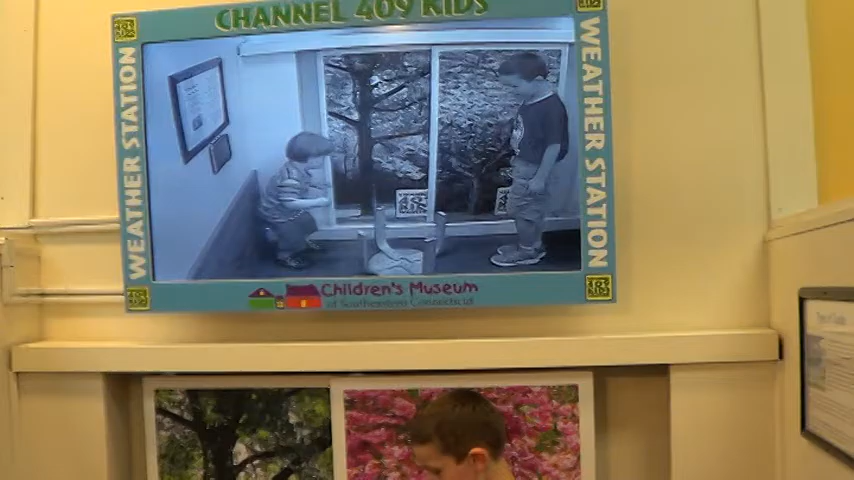 CHANNEL 409 KIDS
WEATHER STATION
WEATHER STATION
Children's Museum
of Southeastern Connecticut